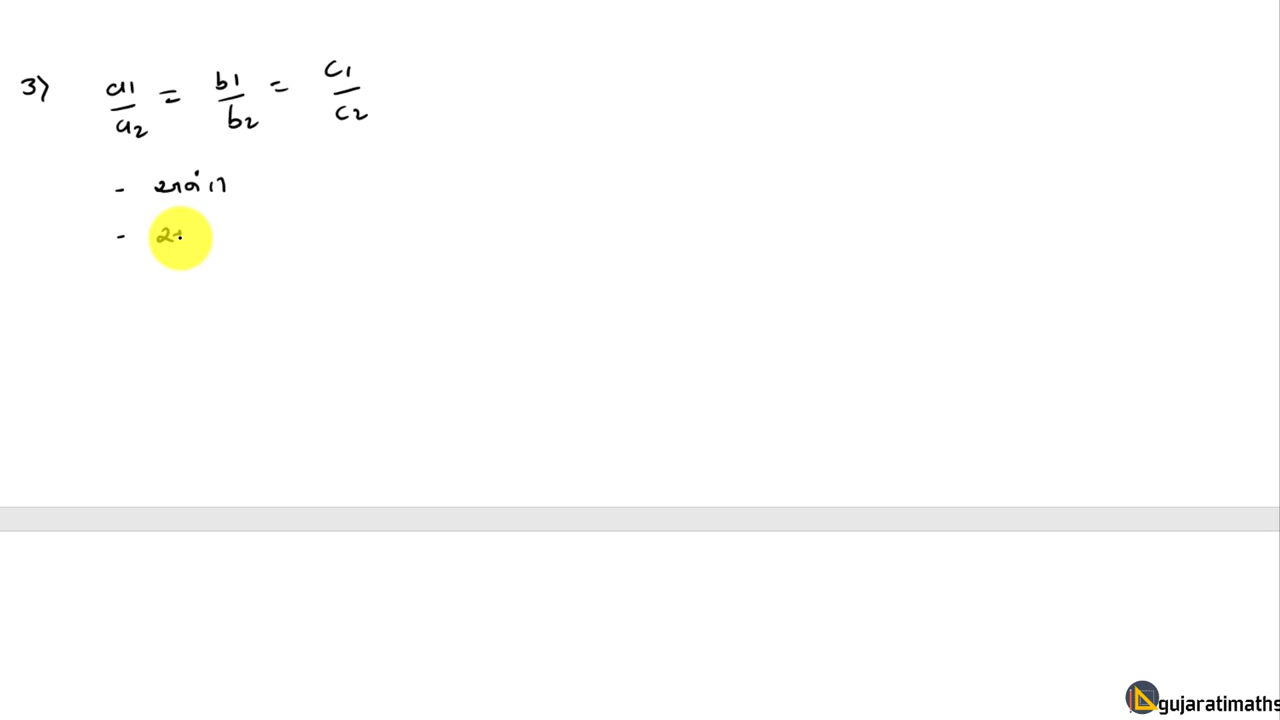 3) a1/a2 = b1/b2 = c1/c2
- અનંત
-
gujaratimaths